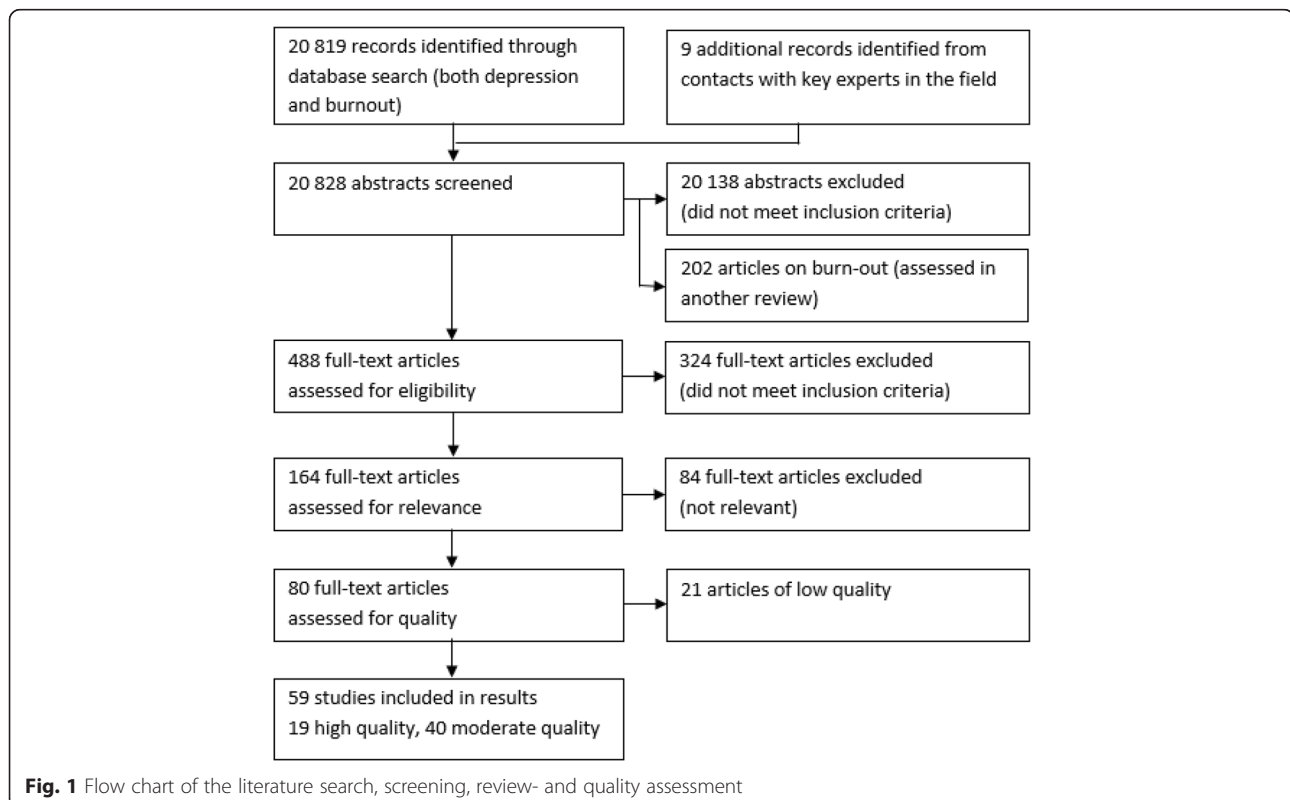 20 819 records identified through
database search (both depression
and burnout)
9 additional records identified from
contacts with key experts in the field
20 828 abstracts screened
20 138 abstracts excluded
(did not meet inclusion criteria)
202 articles on burn-out (assessed in
another review)
488 full-text articles
assessed for eligibility
324 full-text articles excluded
(did not meet inclusion criteria)
164 full-text articles
assessed for relevance
84 full-text articles excluded
(not relevant)
80 full-text articles
assessed for quality
21 articles of low quality
59 studies included in results
19 high quality, 40 moderate quality
Fig. 1 Flow chart of the literature search, screening, review- and quality assessment